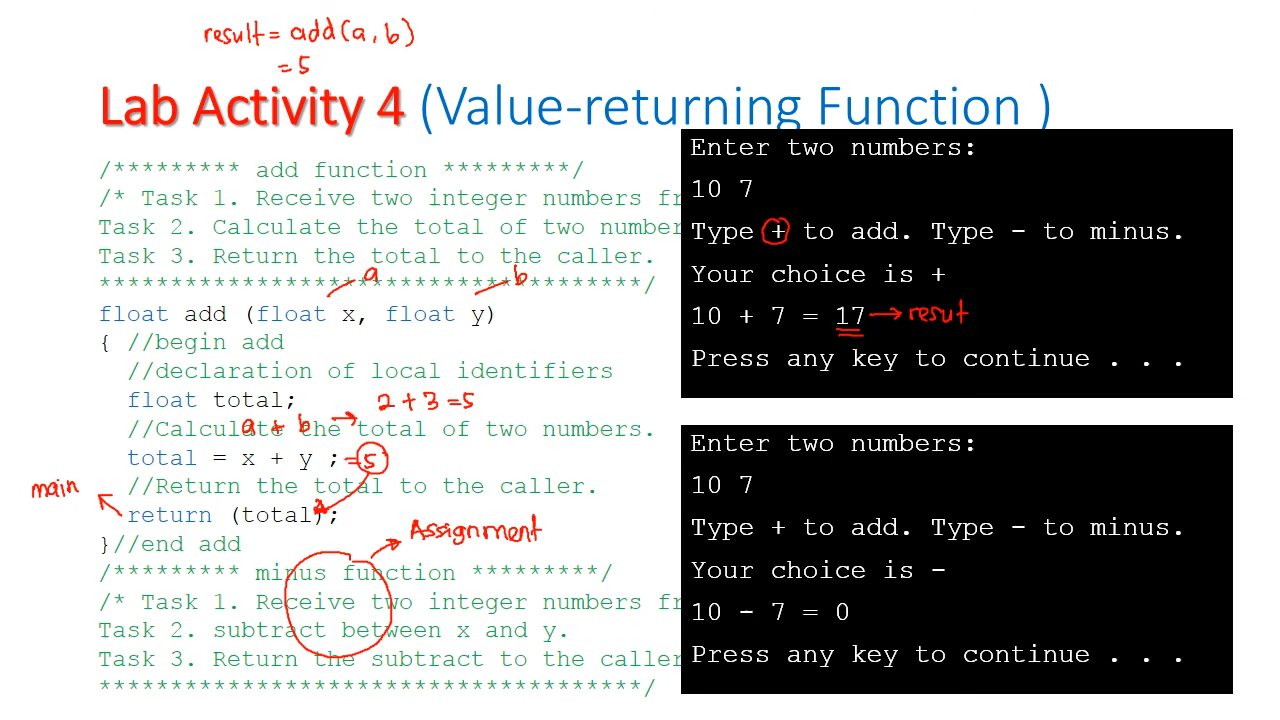 result = add(a, b)
= 5
Lab Activity 4 (Value-returning Function )
/********* add function *********/
/* Task 1. Receive two integer numbers fr
Task 2. Calculate the total of two number
Task 3. Return the total to the caller.
a b
**************************************/
float add (float x, float y)
{ //begin add
//declaration of local identifiers
float total;
2 + 3 = 5
a + b
//Calculate the total of two numbers.
total = x + y ; = 5
main
//Return the total to the caller.
return (total);
}//end add
Assignment
/********* minus function *********/
/* Task 1. Receive two integer numbers fr
Task 2. subtract between x and y.
Task 3. Return the subtract to the caller
**************************************/
Enter two numbers:
10 7
Type + to add. Type - to minus.
Your choice is +
10 + 7 = 17 → resut
Press any key to continue . . .
Enter two numbers:
10 7
Type + to add. Type - to minus.
Your choice is -
10 - 7 = 0
Press any key to continue . . .